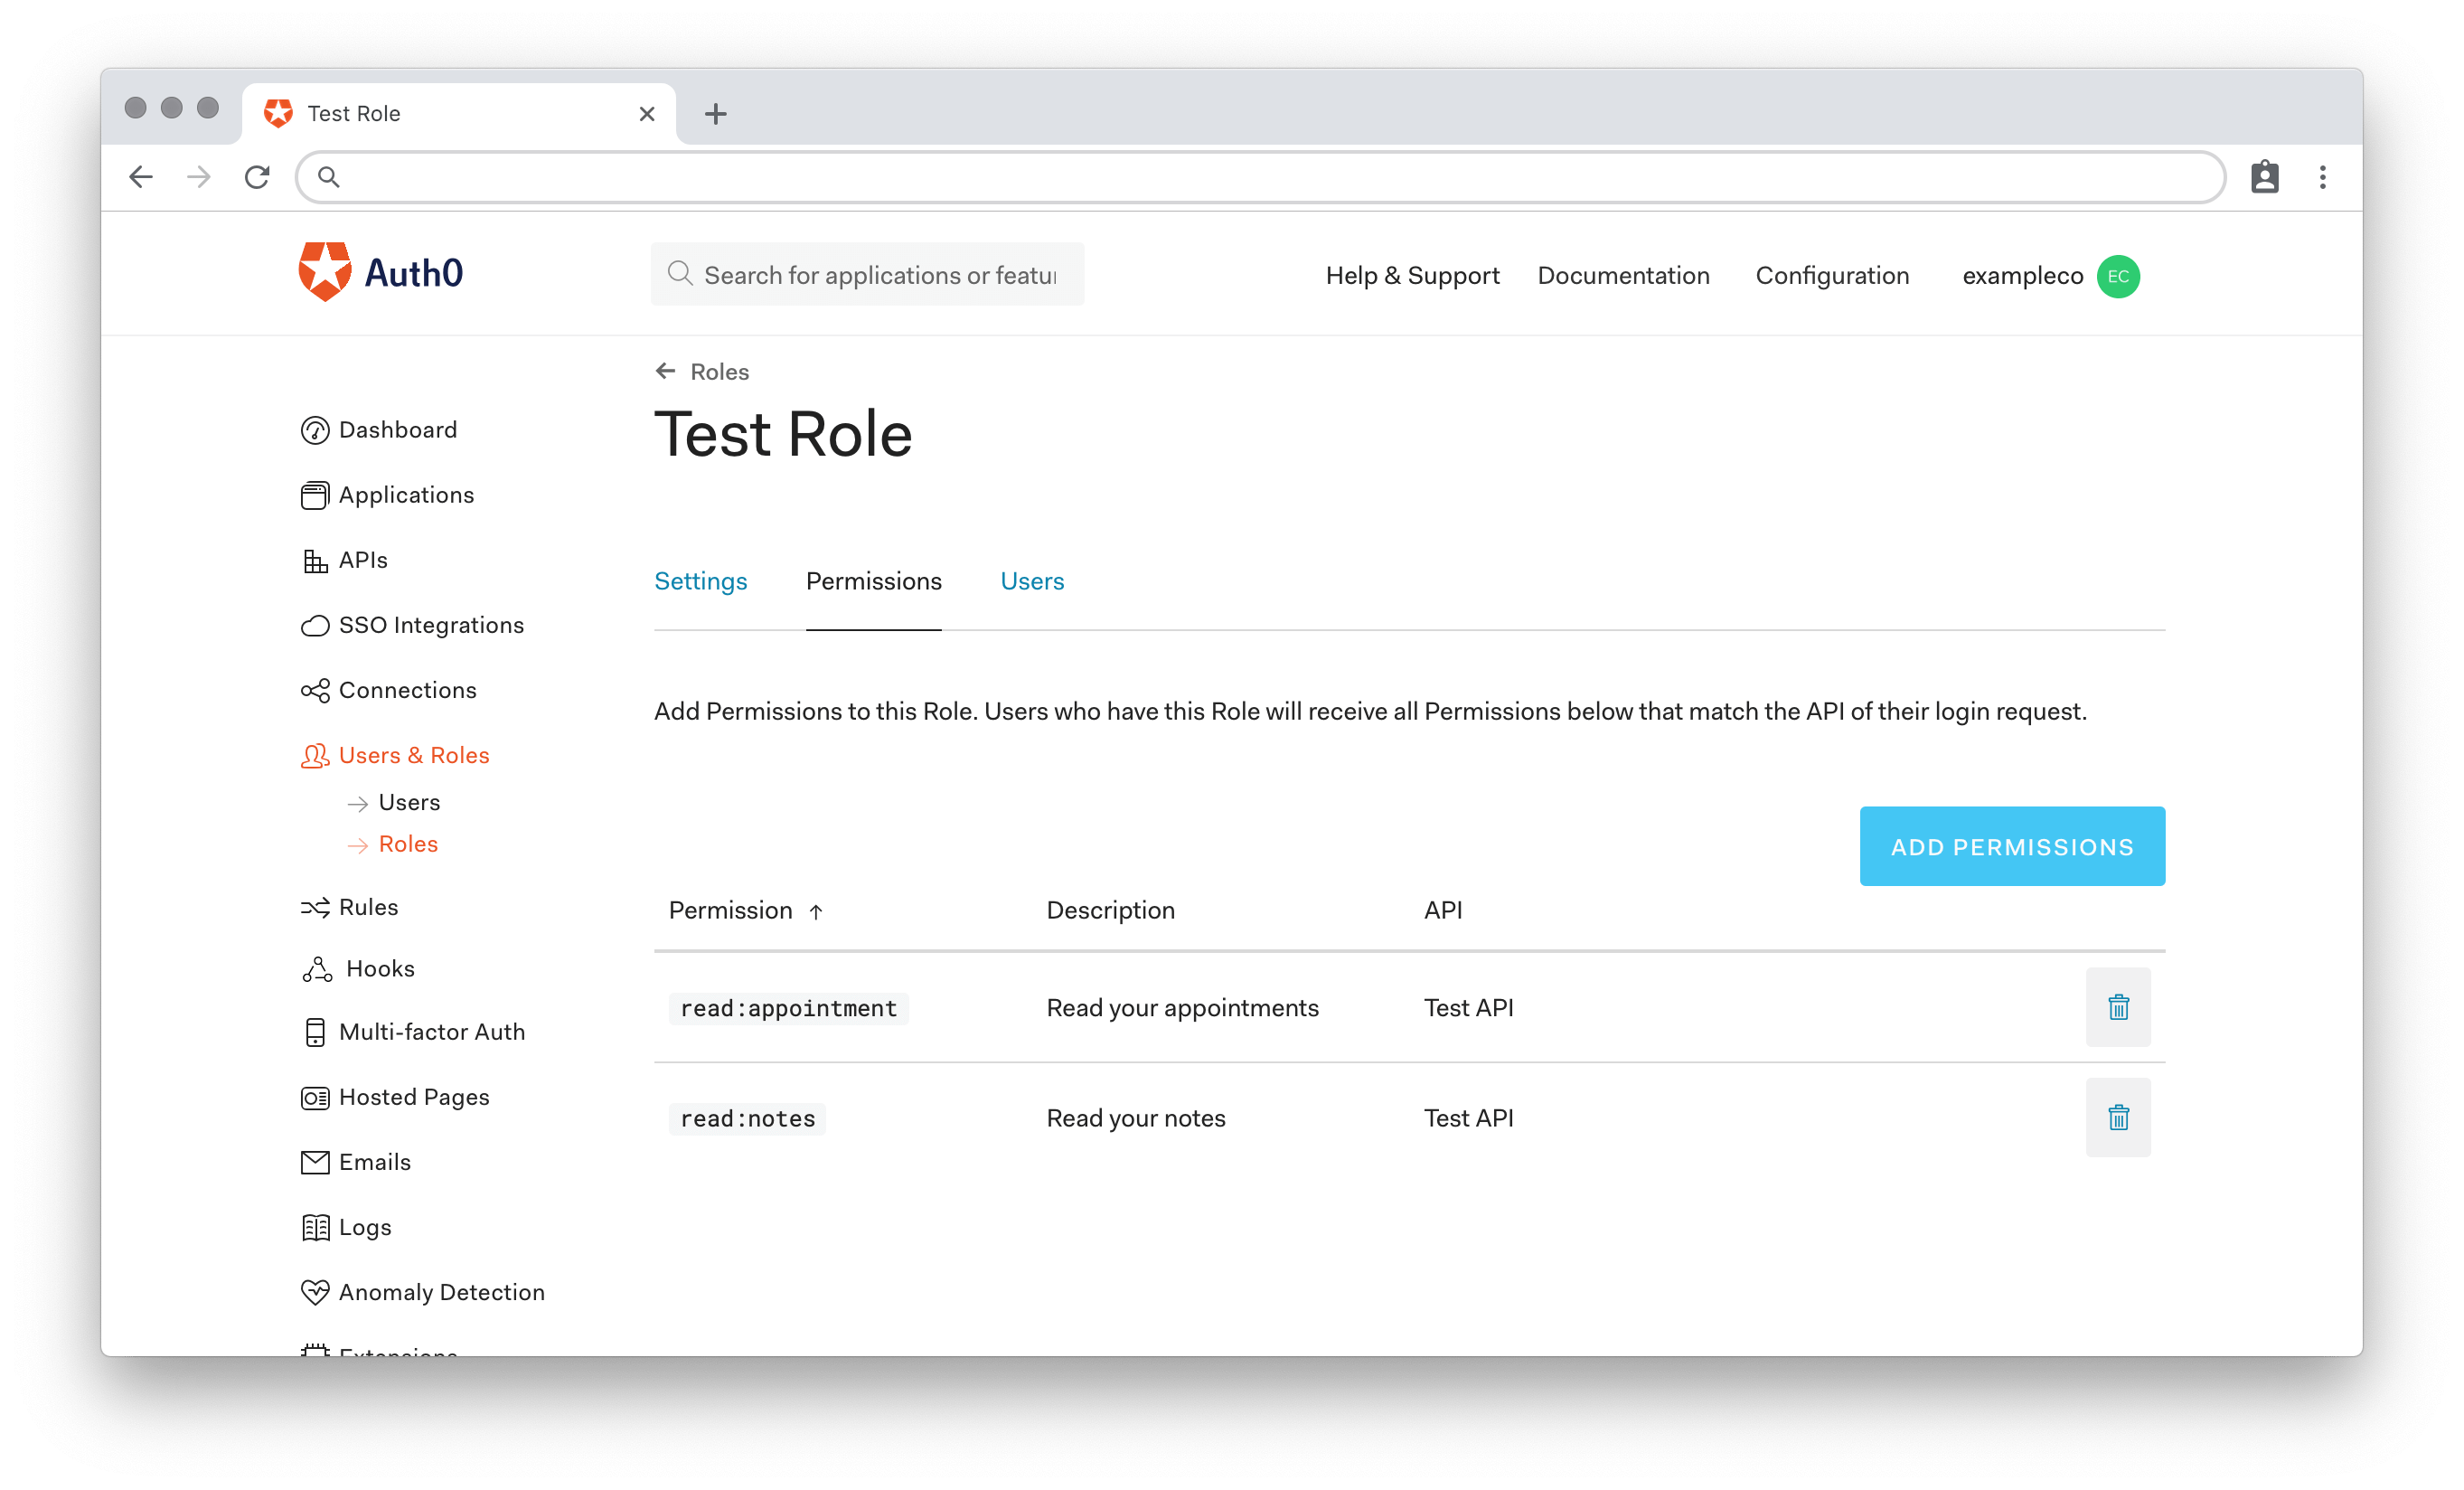 Test Role
Auth0
Search for applications or featur
Help & Support Documentation Configuration exampleco EC
Roles
Test Role
Dashboard
Applications
APIs
SSO Integrations
Connections
Users & Roles
Users
Roles
Rules
Hooks
Multi-factor Auth
Hosted Pages
Emails
Logs
Anomaly Detection
Extensions
Settings Permissions Users
Add Permissions to this Role. Users who have this Role will receive all Permissions below that match the API of their login request.
ADD PERMISSIONS
Permission Description API
read:appointment Read your appointments Test API
read:notes Read your notes Test API